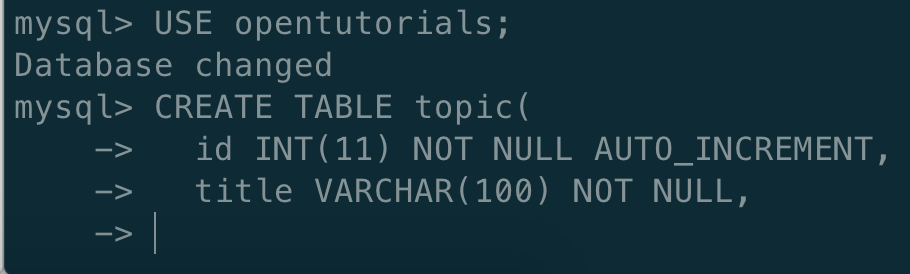 mysql> USE opentutorials;
Database changed
mysql> CREATE TABLE topic(
    ->   id INT(11) NOT NULL AUTO_INCREMENT,
    ->   title VARCHAR(100) NOT NULL,
    ->